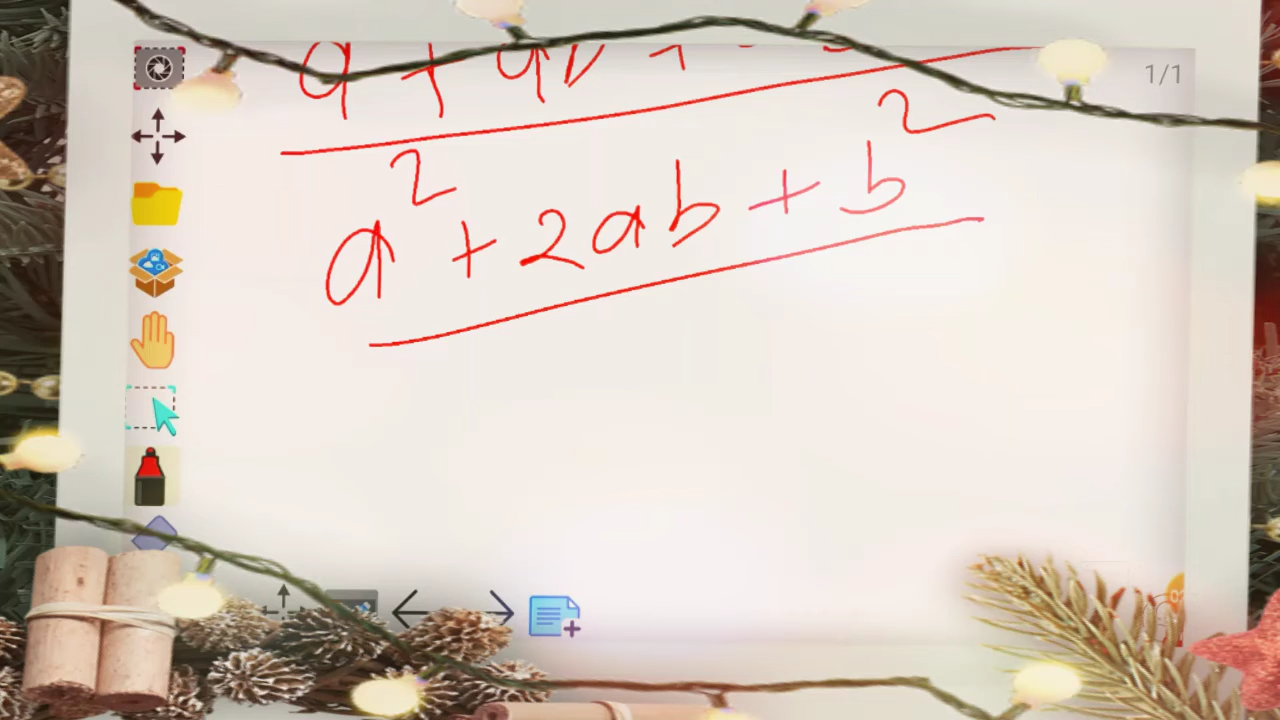 1/1
a² + 2ab + b²